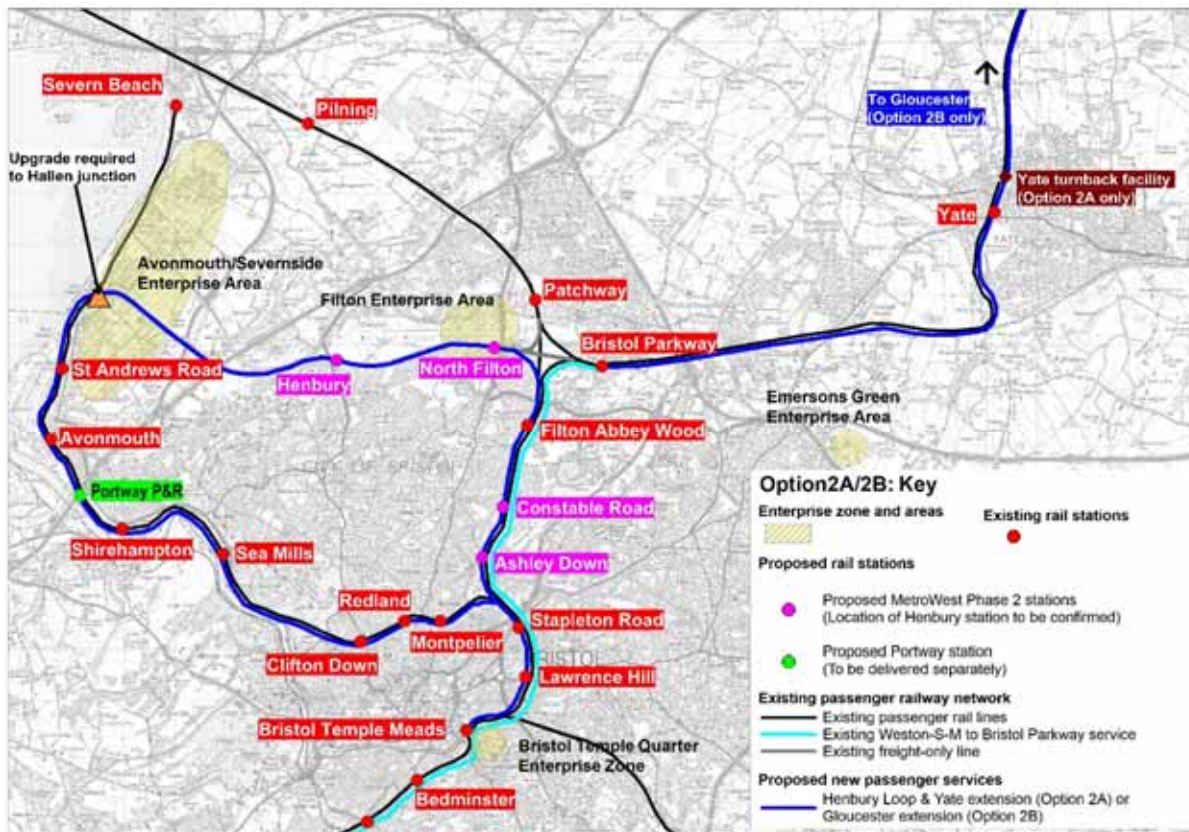 Severn Beach
Pilning
To Gloucester
(Option 2B only)
Upgrade required
to Hallen junction
Yate turnback facility
(Option 2A only)
Yate
YATE
Avonmouth/Severnside
Enterprise Area
Filton Enterprise Area
Patchway
Bristol Parkway
St Andrews Road
Henbury
North Filton
Emersons Green
Enterprise Area
Avonmouth
Filton Abbey Wood
CITY OF BRISTOL
Portway P&R
Constable Road
Shirehampton
Sea Mills
Ashley Down
Redland
Montpelier
Stapleton Road
Clifton Down
BRISTOL
Lawrence Hill
Bristol Temple Meads
Bristol Temple Quarter
Enterprise Zone
Bedminster
Option2A/2B: Key
Enterprise zone and areas
Existing rail stations
Proposed rail stations
Proposed MetroWest Phase 2 stations
(Location of Henbury station to be confirmed)
Proposed Portway station
(To be delivered separately)
Existing passenger railway network
Existing passenger rail lines
Existing Weston-S-M to Bristol Parkway service
Existing freight-only line
Proposed new passenger services
Henbury Loop & Yate extension (Option 2A) or
Gloucester extension (Option 2B)